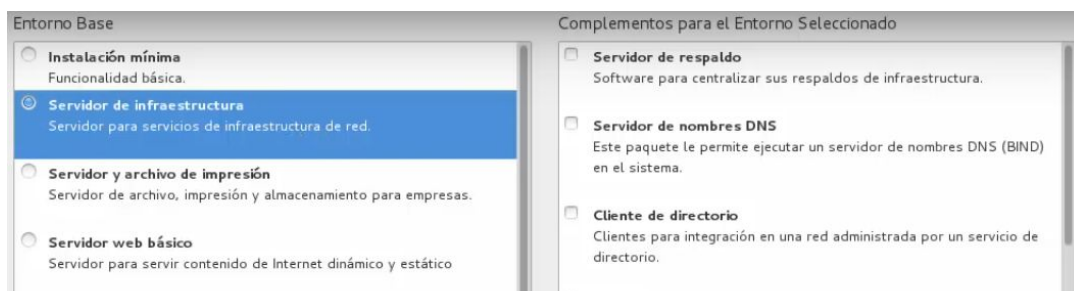 Entorno Base
Instalación mínima
Funcionalidad básica.
Servidor de infraestructura
Servidor para servicios de infraestructura de red.
Servidor y archivo de impresión
Servidor de archivo, impresión y almacenamiento para empresas.
Servidor web básico
Servidor para servir contenido de Internet dinámico y estático
Complementos para el Entorno Seleccionado
Servidor de respaldo
Software para centralizar sus respaldos de infraestructura.
Servidor de nombres DNS
Este paquete le permite ejecutar un servidor de nombres DNS (BIND)
en el sistema.
Cliente de directorio
Clientes para integración en una red administrada por un servicio de
directorio.